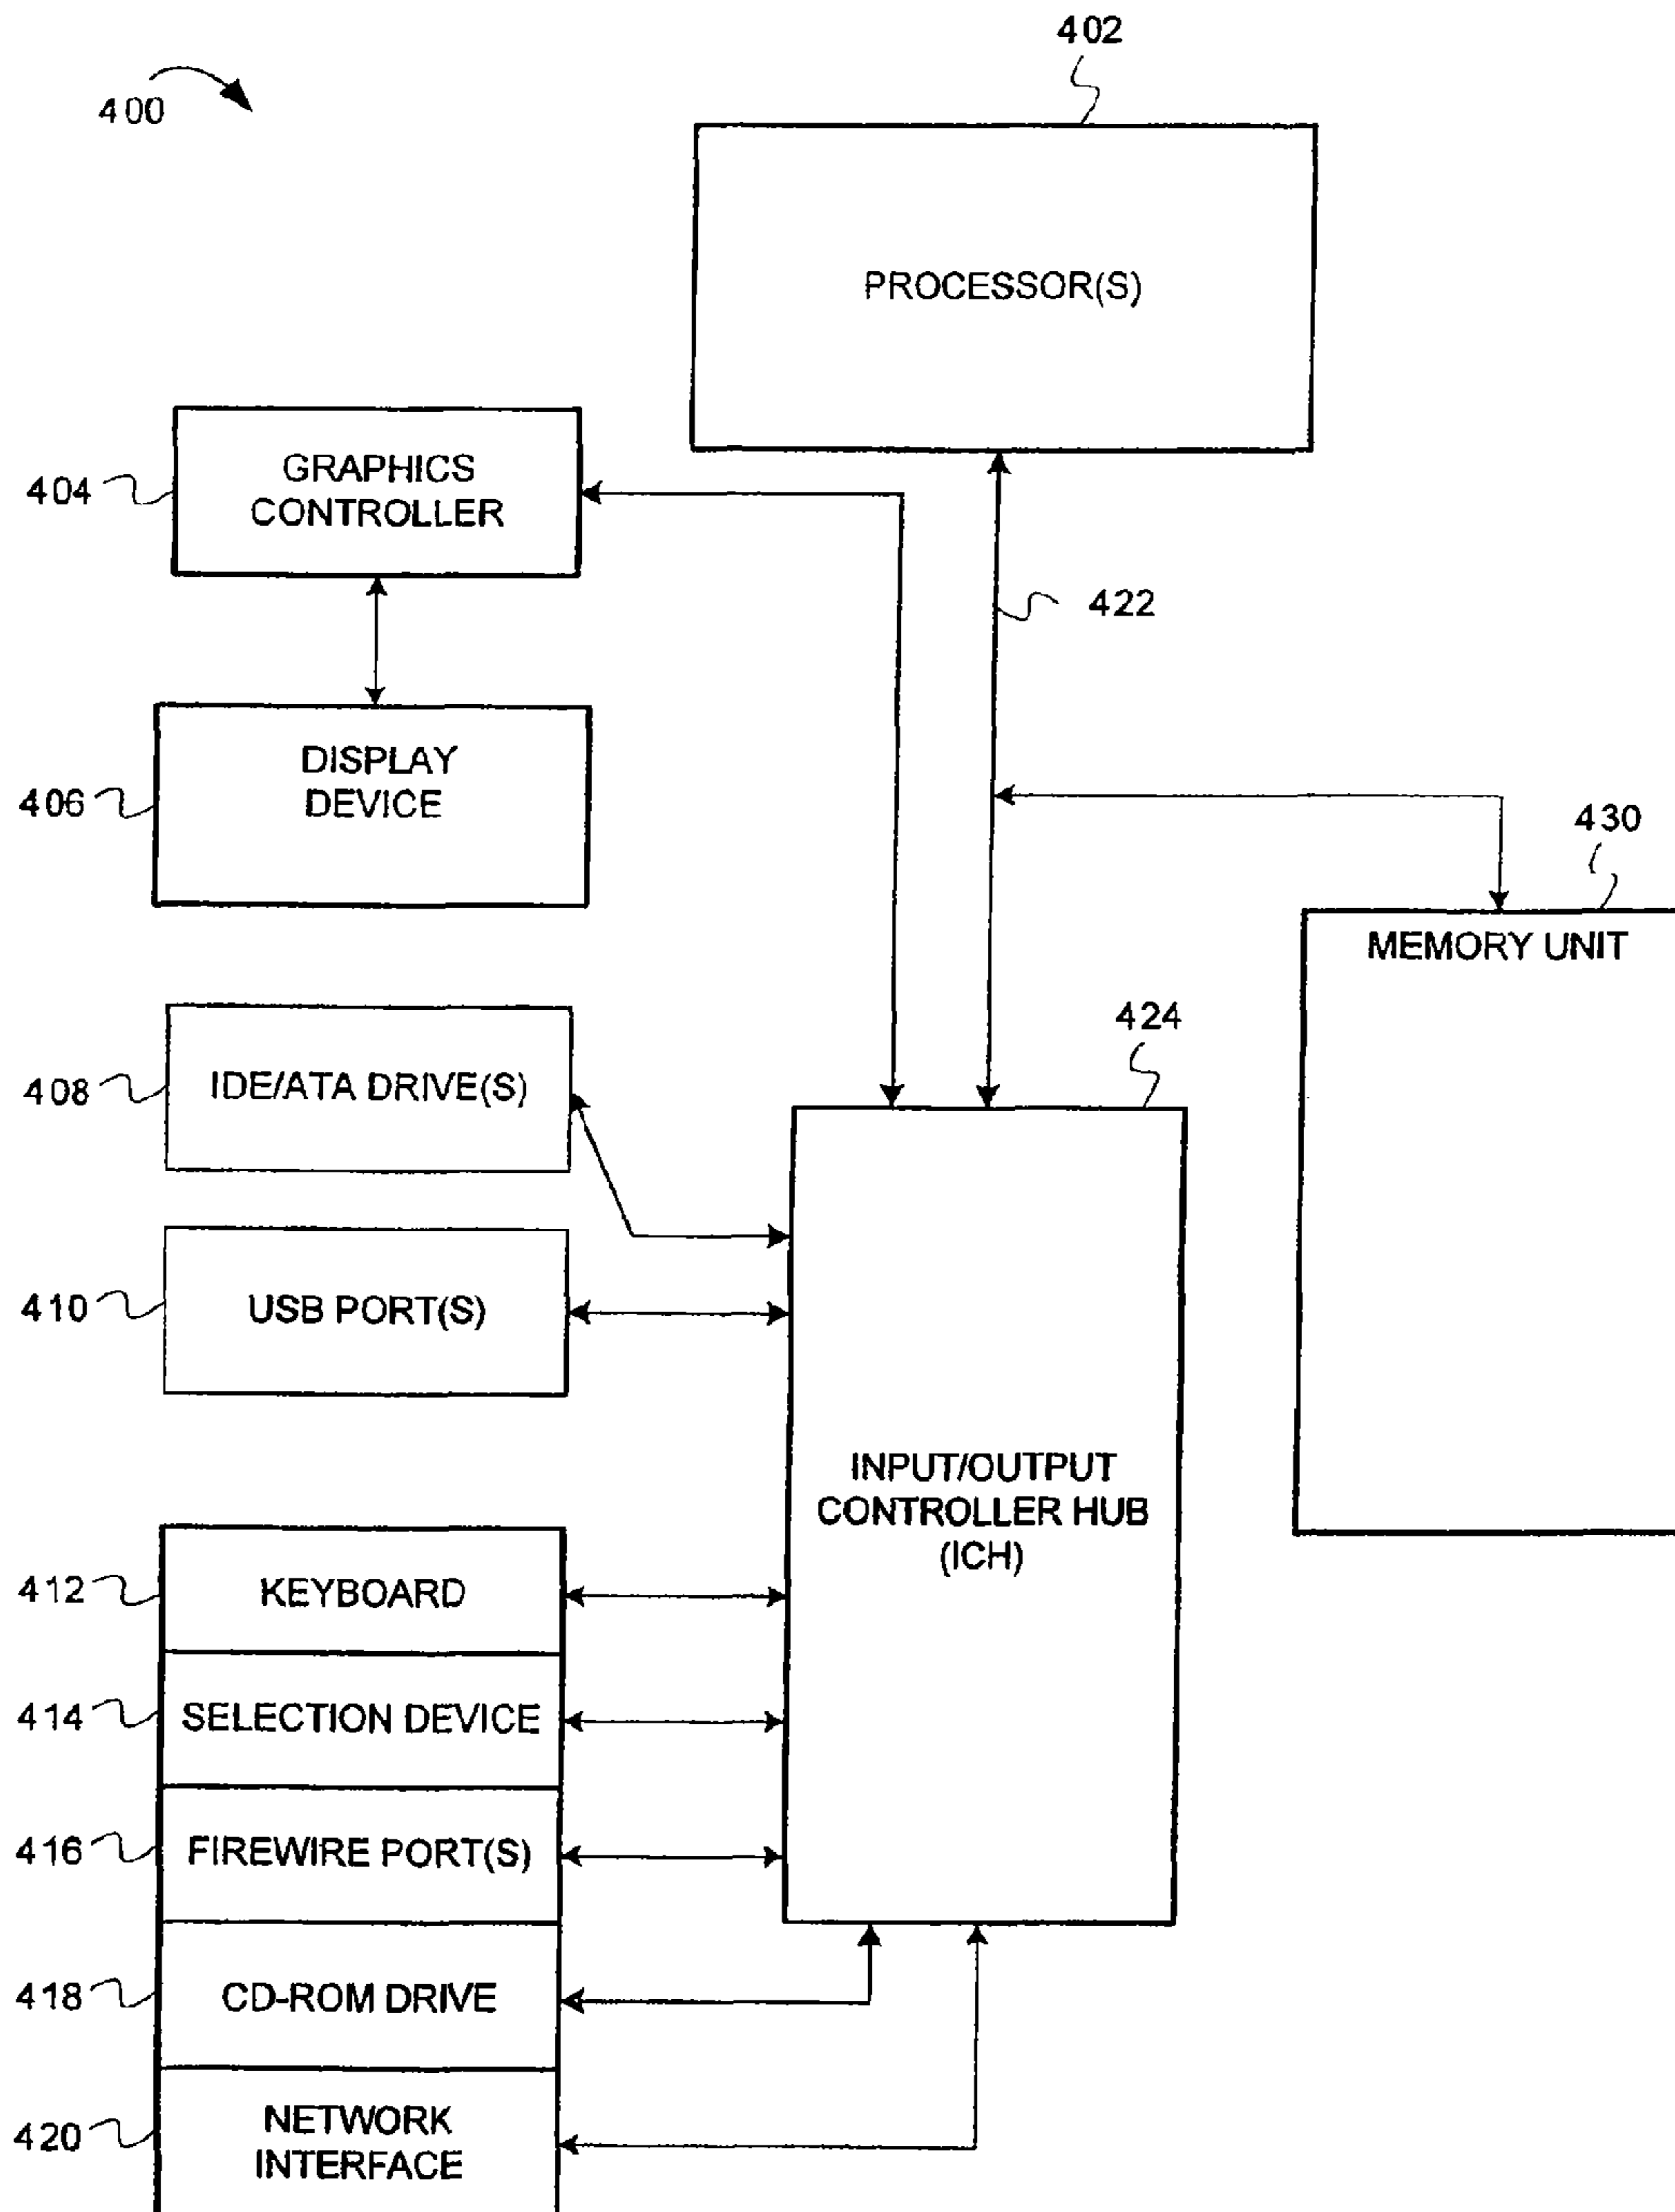 402
400
PROCESSOR(S)
404
GRAPHICS
CONTROLLER
422
406
DISPLAY
DEVICE
430
MEMORY UNIT
424
408
IDE/ATA DRIVE(S)
410
USB PORT(S)
INPUT/OUTPUT
CONTROLLER HUB
(ICH)
412
KEYBOARD
414
SELECTION DEVICE
416
FIREWIRE PORT(S)
418
CD-ROM DRIVE
420
NETWORK
INTERFACE